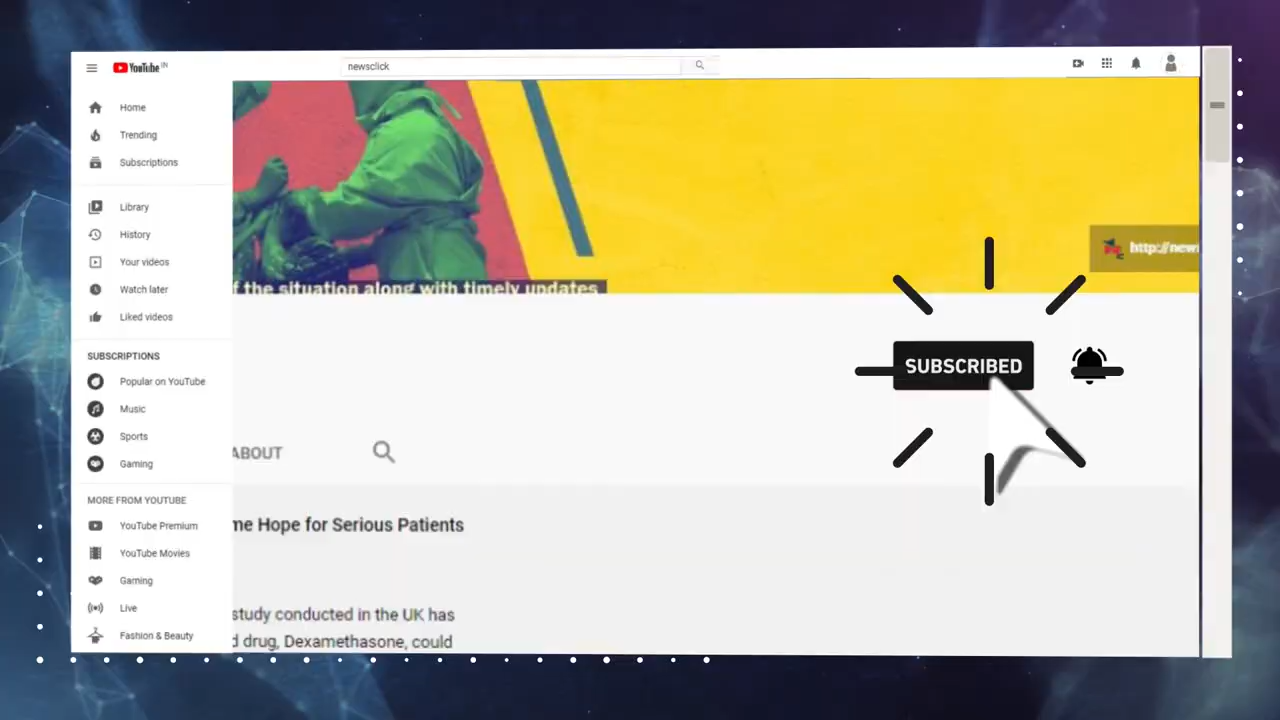 YouTube IN
newsclick
Home
Trending
Subscriptions
Library
History
Your videos
Watch later
Liked videos
SUBSCRIPTIONS
Popular on YouTube
Music
Sports
Gaming
MORE FROM YOUTUBE
YouTube Premium
YouTube Movies
Gaming
Live
Fashion & Beauty
http://new
f the situation along with timely updates
SUBSCRIBED
ABOUT
me Hope for Serious Patients
study conducted in the UK has
d drug, Dexamethasone, could